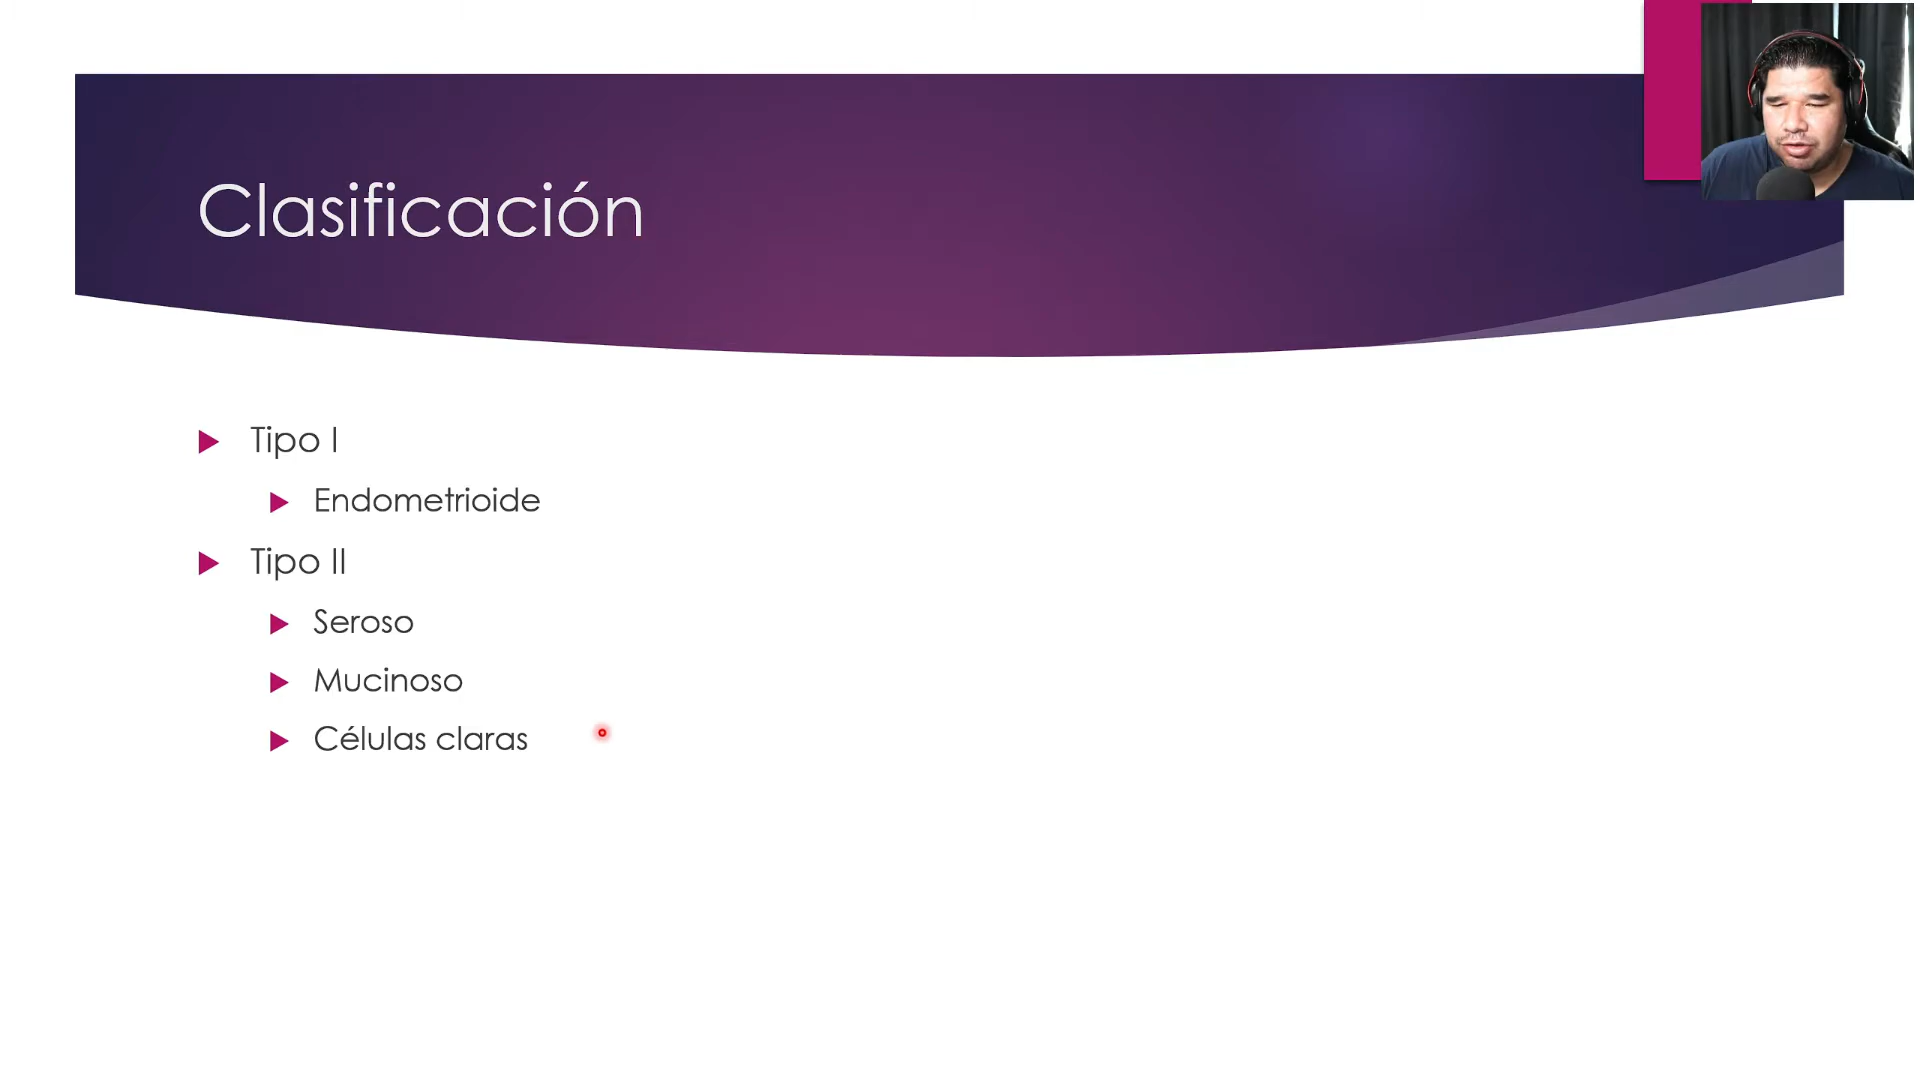 Clasificación
Tipo I
Endometrioide
Tipo II
Seroso
Mucinoso
Células claras